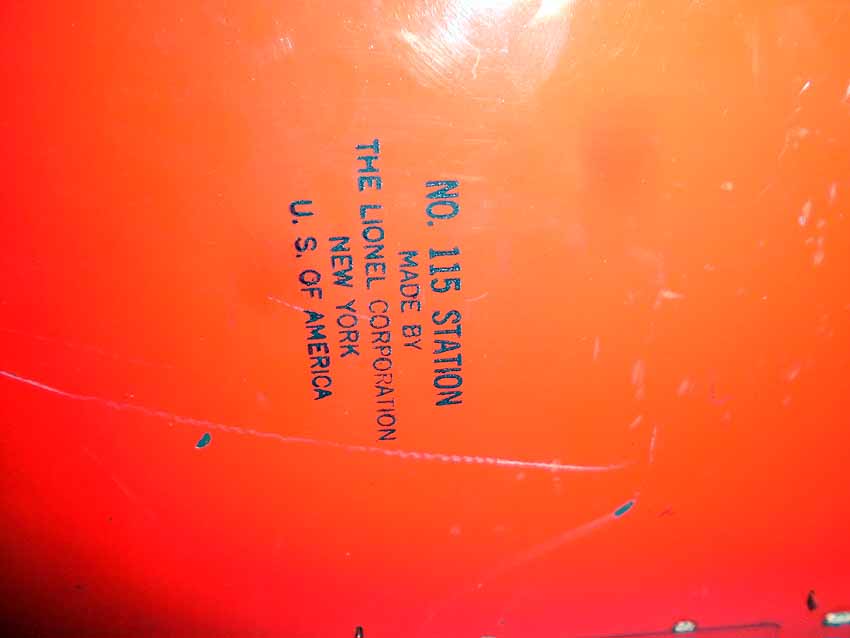 NO. 115 STATION
MADE BY
THE LIONEL CORPORATION
NEW YORK
U. S. OF AMERICA